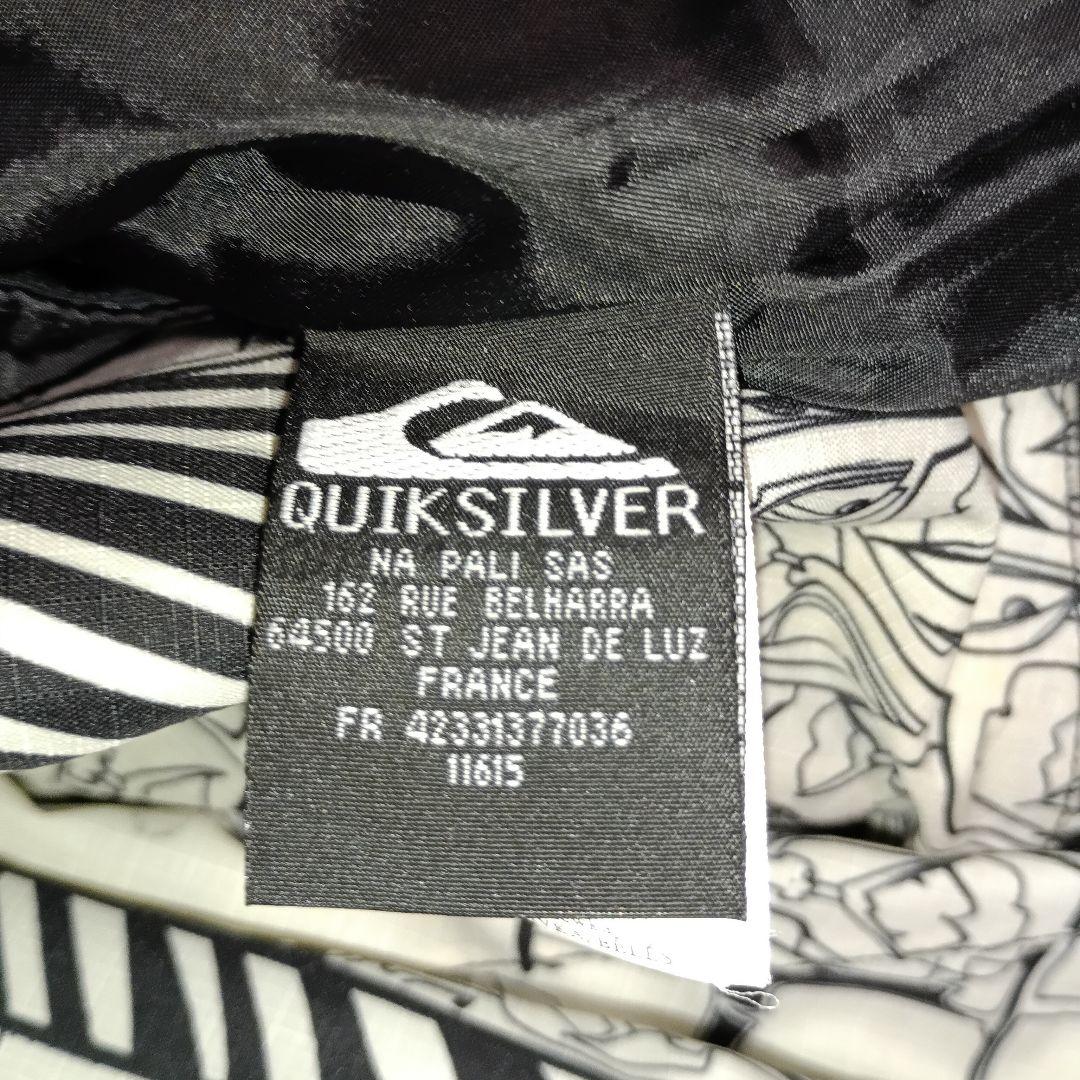 QUIKSILVER
NA PALI SAS
162 RUE BELHARRA
64500 ST JEAN DE LUZ
FRANCE
FR 42331377036
11615